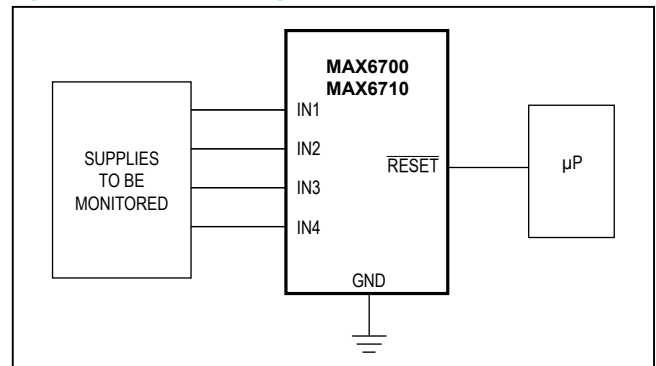 MAX6700
MAX6710
IN1
IN2
IN3
IN4
SUPPLIES
TO BE
MONITORED
RESET
µP
GND